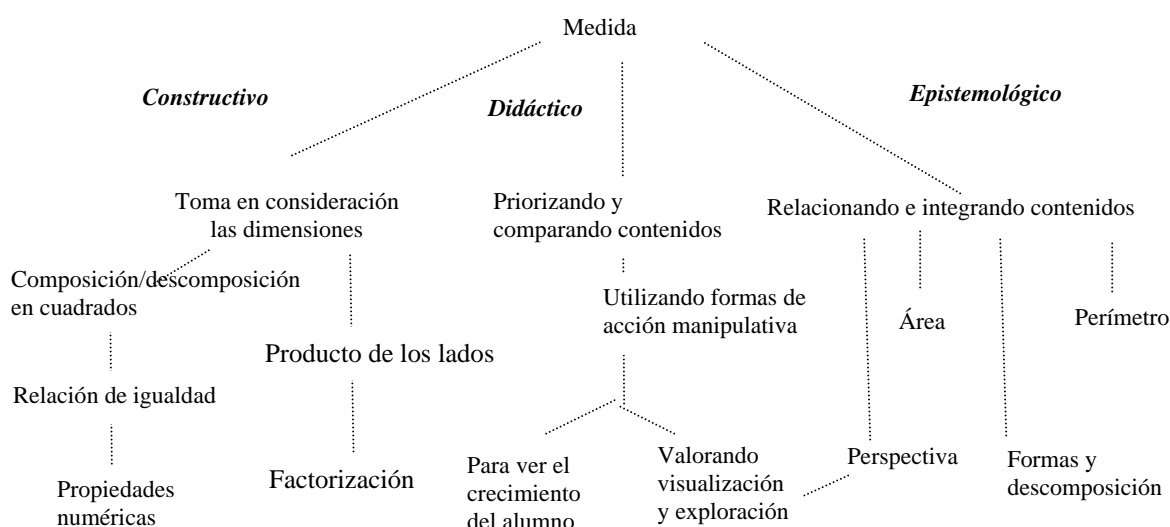 Medida
Constructivo
Didáctico
Epistemológico
Toma en consideración
las dimensiones
Priorizando y
comparando contenidos
Relacionando e integrando contenidos
Composición/descomposición
en cuadrados
Utilizando formas de
acción manipulativa
Área
Perímetro
Producto de los lados
Relación de igualdad
Factorización
Para ver el
crecimiento
del alumno
Valorando
visualización
y exploración
Perspectiva
Formas y
descomposición
Propiedades
numéricas